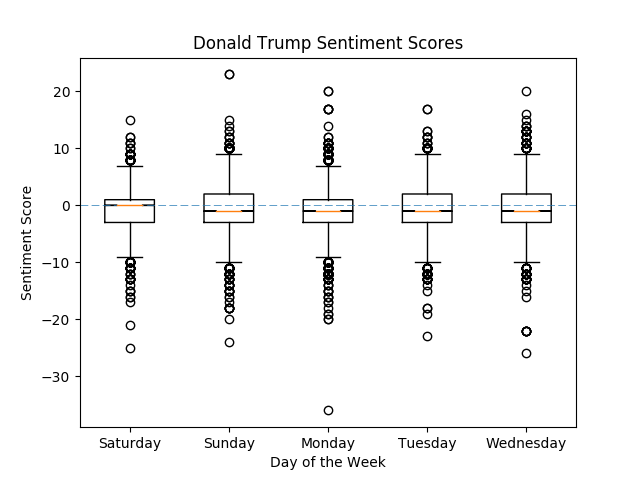 Donald Trump Sentiment Scores
Sentiment Score
20
10
0
−10
−20
−30
Saturday Sunday Monday Tuesday Wednesday
Day of the Week